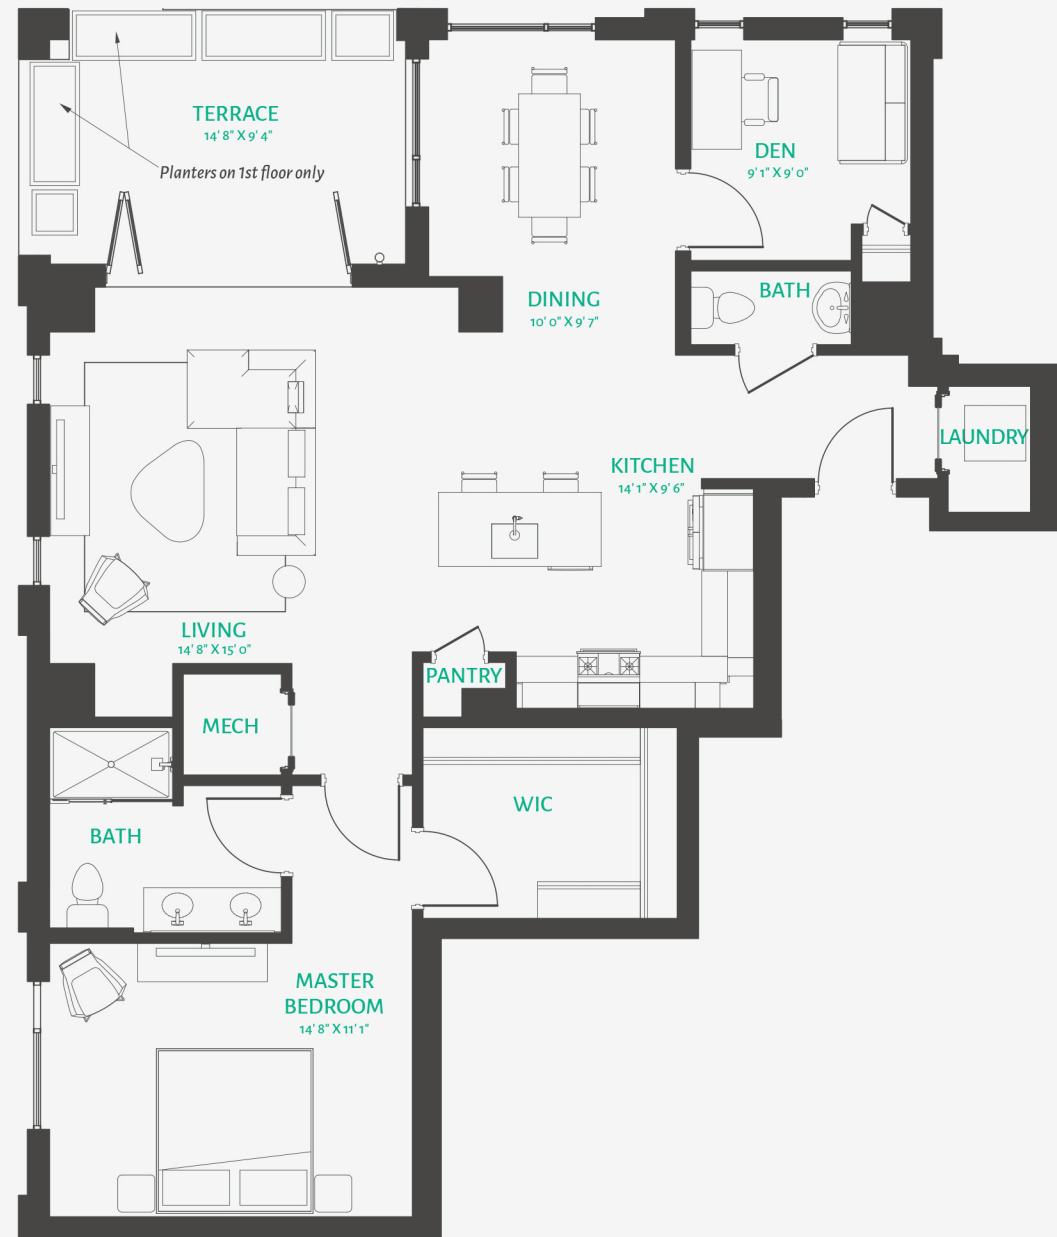 TERRACE
14' 8" X 9' 4"
Planters on 1st floor only
DEN
9' 1" X 9' 0"
DINING
10' 0" X 9' 7"
BATH
LAUNDRY
KITCHEN
14' 1" X 9' 6"
LIVING
14' 8" X 15' 0"
PANTRY
MECH
WIC
BATH
MASTER
BEDROOM
14' 8" X 11' 1"